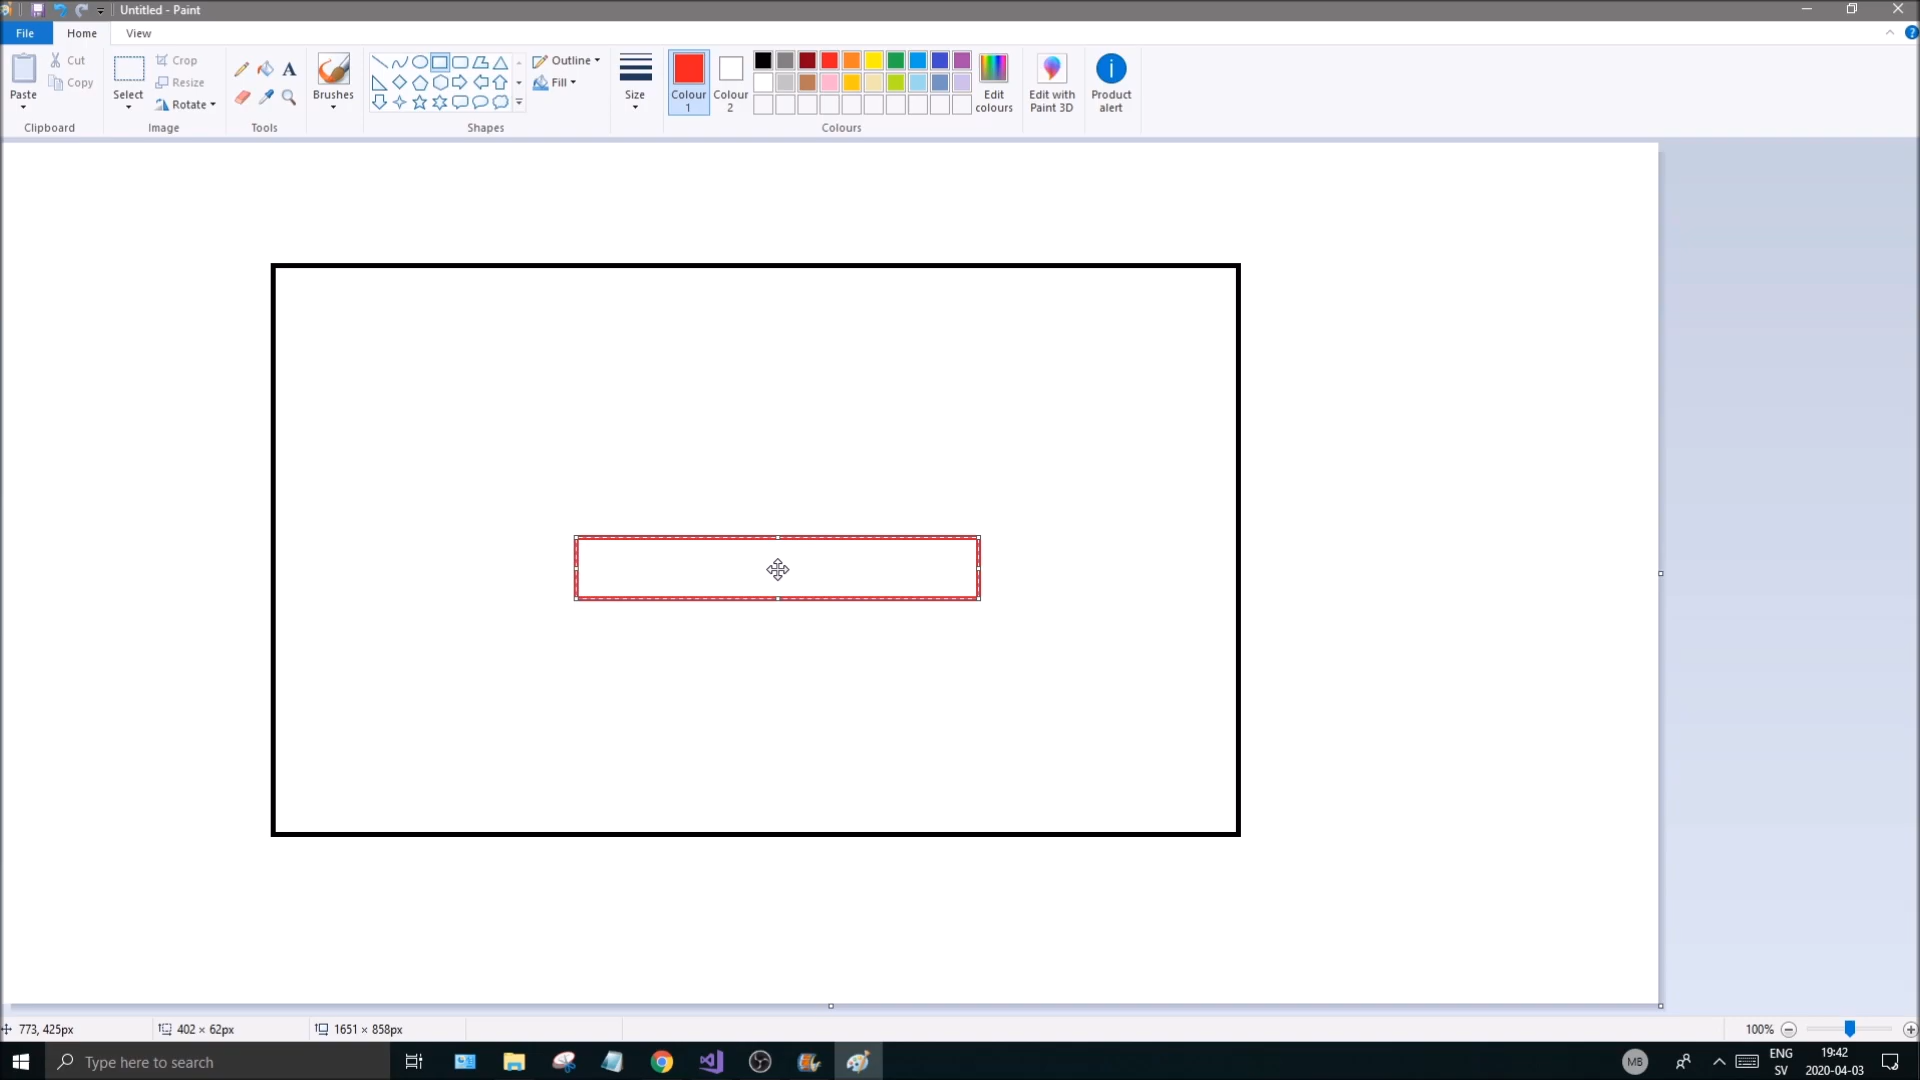 Untitled - Paint
File Home View
Paste
Cut
Copy
Clipboard
Select
Crop
Resize
Rotate
Image
A
Tools
Brushes
Outline
Fill
Shapes
Size
Colour 1
Colour 2
Edit colours
Colours
Edit with Paint 3D
Product alert
773, 425px
402 × 62px
1651 × 858px
100%
Type here to search
MB
ENG
SV
19:42
2020-04-03